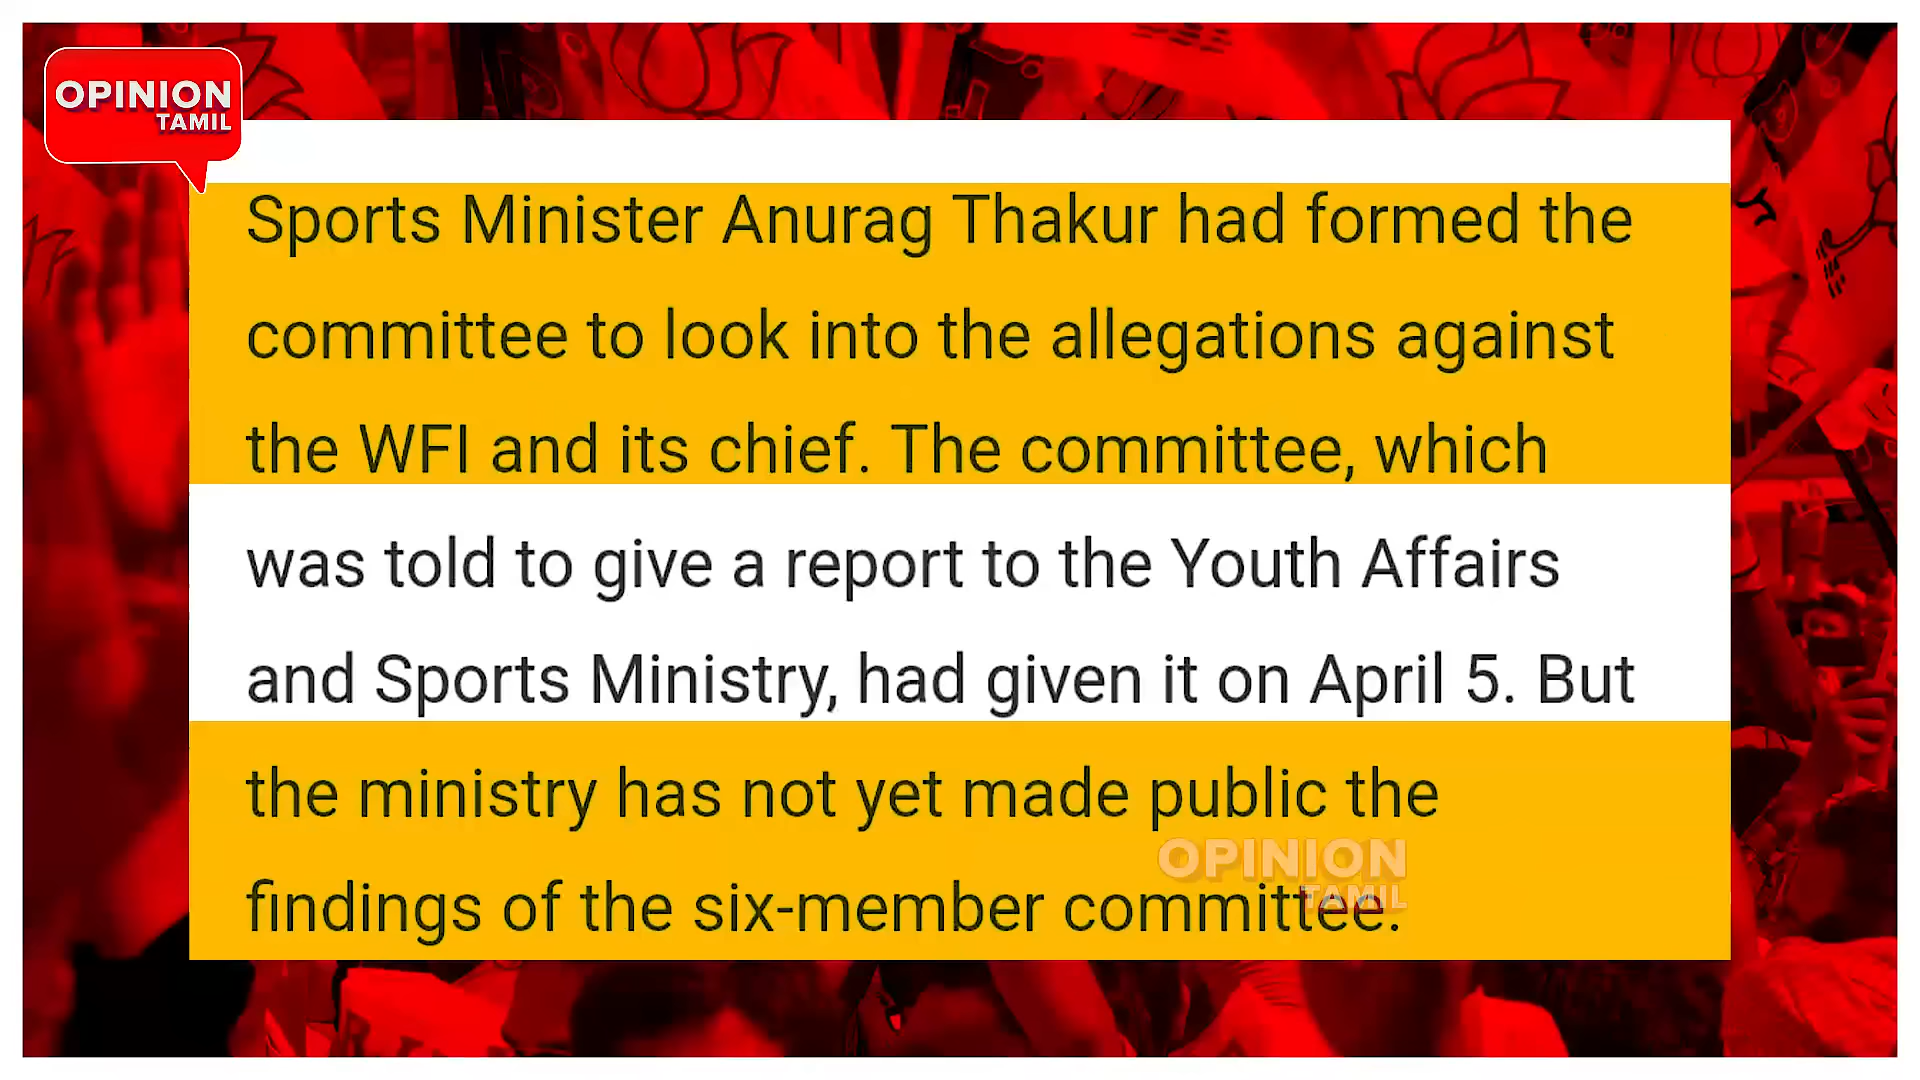 OPINION
TAMIL
Sports Minister Anurag Thakur had formed the
committee to look into the allegations against
the WFI and its chief. The committee, which
was told to give a report to the Youth Affairs
and Sports Ministry, had given it on April 5. But
the ministry has not yet made public the
findings of the six-member committee.
OPINION
TAMIL